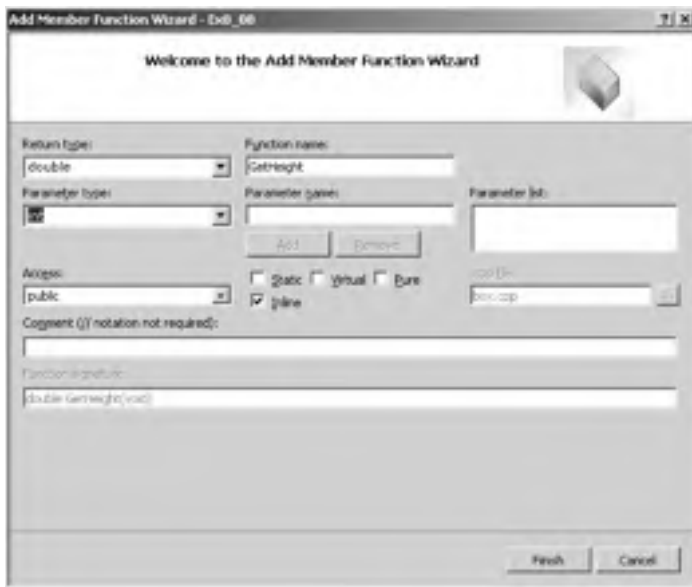 Add Member Function Wizard - Ex8_08
Welcome to the Add Member Function Wizard
Return type:
double
Function name:
GetHeight
Parameter type:
int
Parameter name:
Parameter list:
Add
Remove
Access:
public
Static
Virtual
Pure
Inline
.cpp file:
box.cpp
Comment (// notation not required):
Function signature:
double GetHeight(void)
Finish
Cancel